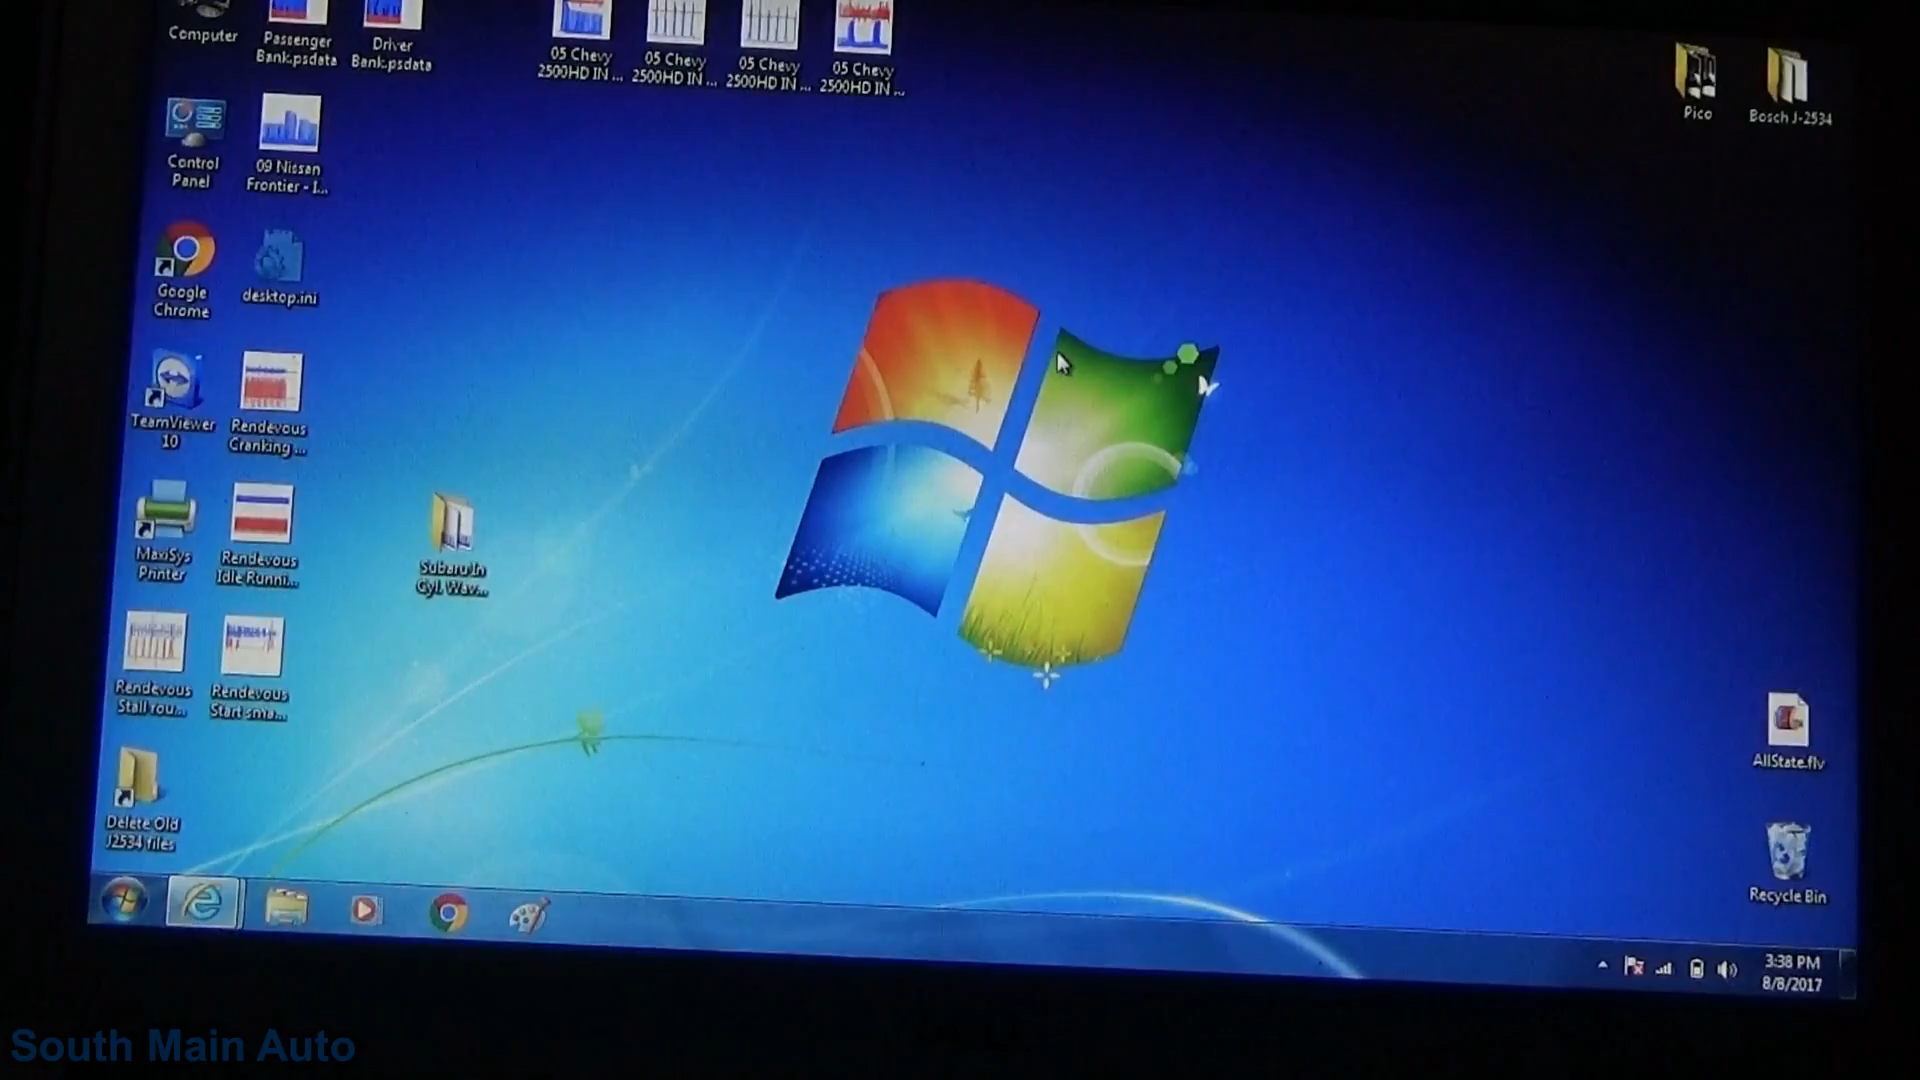 Computer
Passenger
Bank.psdata
Driver
Bank.psdata
05 Chevy
2500HD IN ...
05 Chevy
2500HD IN ...
05 Chevy
2500HD IN ...
05 Chevy
2500HD IN ...
Pico
Bosch J-2534
Control
Panel
09 Nissan
Frontier - I...
Google
Chrome
desktop.ini
TeamViewer
10
Rendevous
Cranking ...
MaxiSys
Printer
Rendevous
Idle Runni...
Subaru In
Cyl. Wav...
Rendevous
Stall rou...
Rendevous
Start sma...
Delete Old
J2534 files
AllState.flv
Recycle Bin
3:38 PM
8/8/2017
South Main Auto